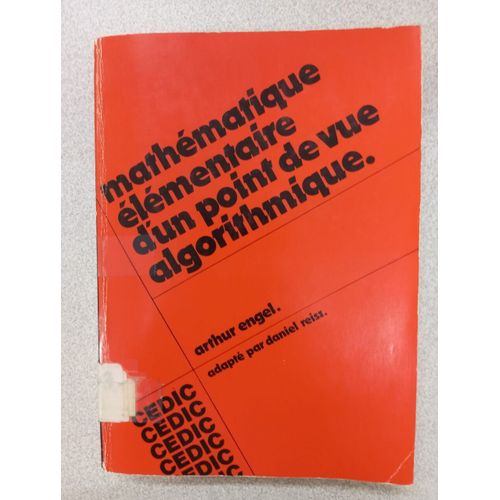 mathématique
élémentaire
d'un point de vue
algorithmique.
arthur engel.
adapté par daniel reisz.
CEDIC
CEDIC
CEDIC
CEDIC
CEDIC